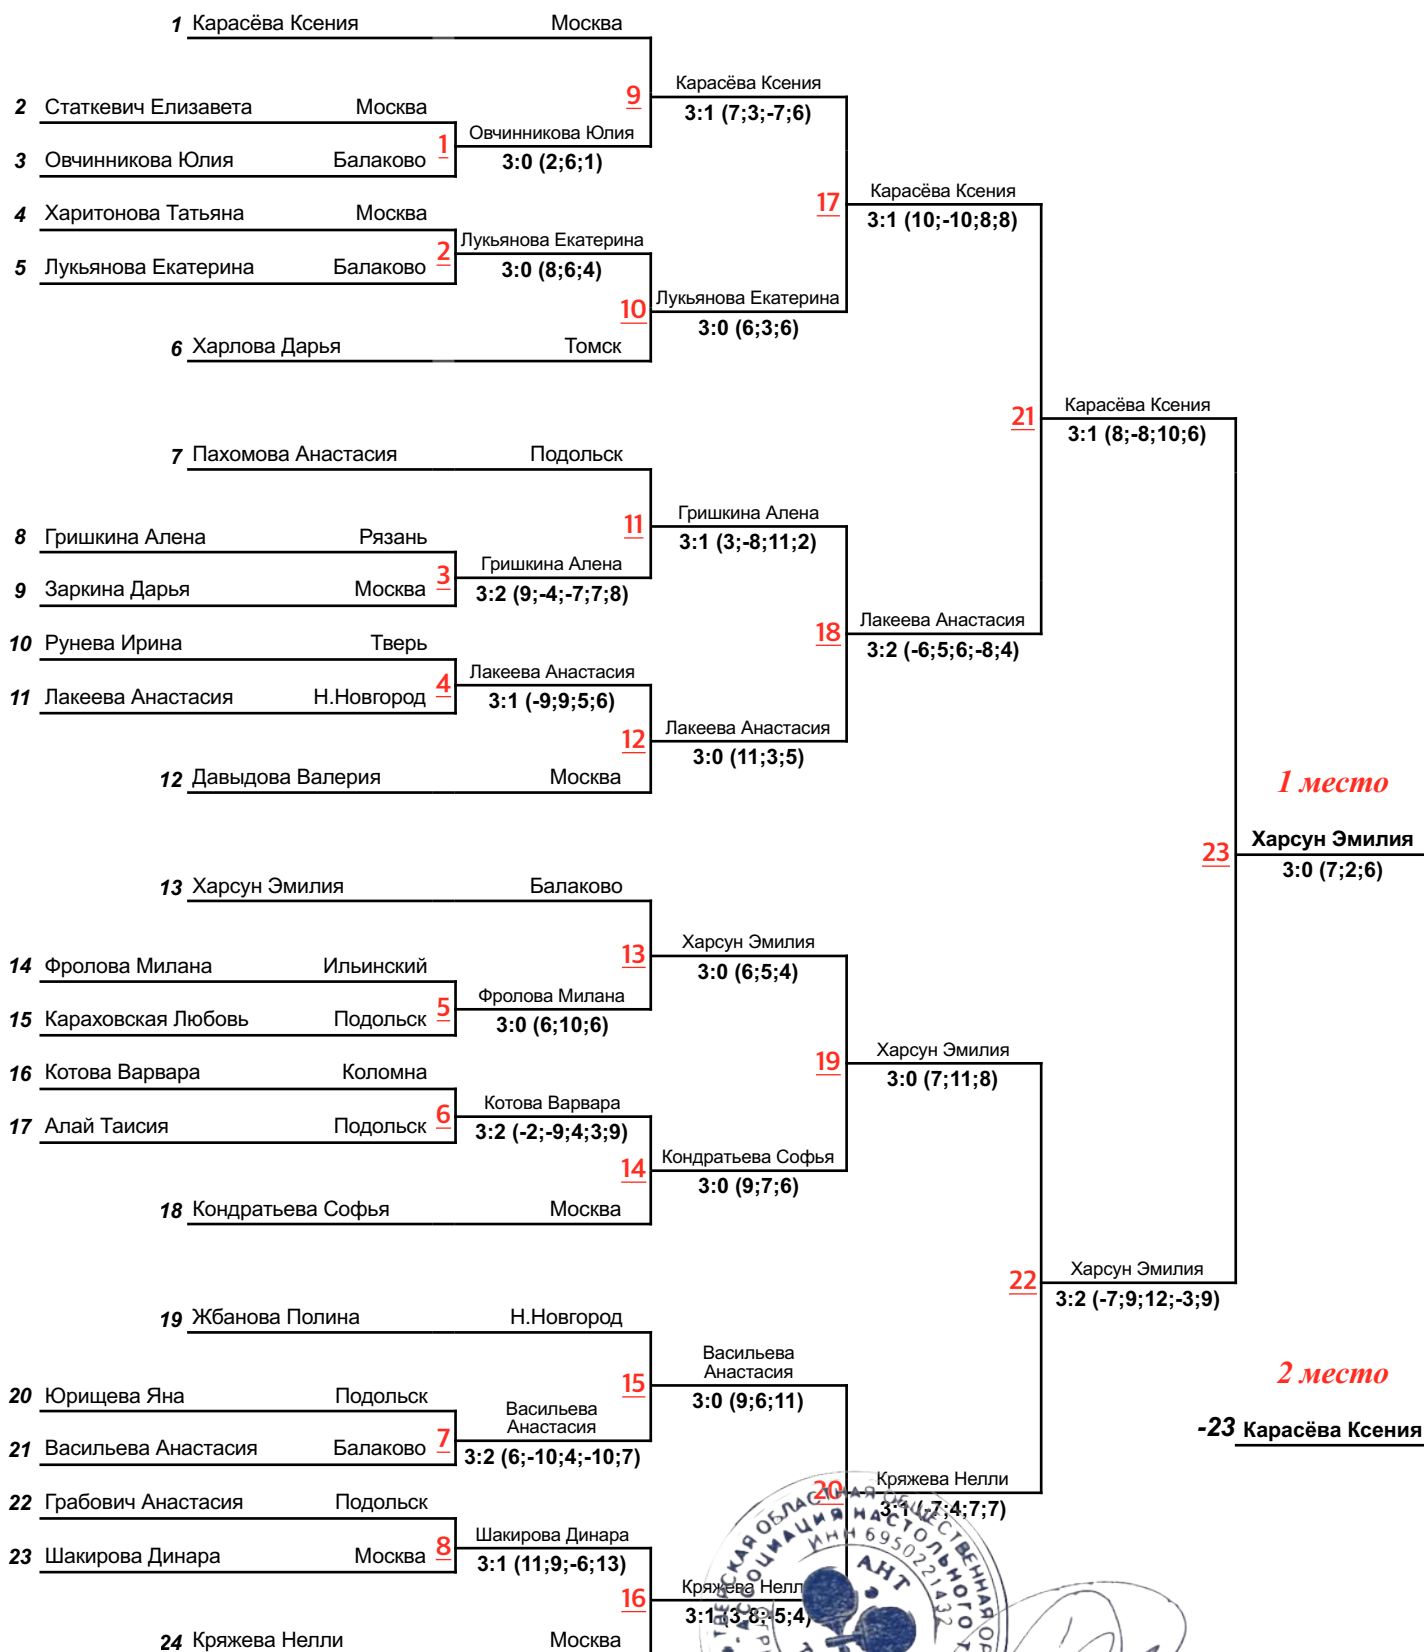 1 Карасёва Ксения Москва
Карасёва Ксения
9
2 Статкевич Елизавета Москва
3:1 (7;3;-7;6)
Овчинникова Юлия
1
3 Овчинникова Юлия Балаково
3:0 (2;6;1)
Карасёва Ксения
17
4 Харитонова Татьяна Москва
3:1 (10;-10;8;8)
Лукьянова Екатерина
2
5 Лукьянова Екатерина Балаково
3:0 (8;6;4)
Лукьянова Екатерина
10
3:0 (6;3;6)
6 Харлова Дарья Томск
Карасёва Ксения
21
3:1 (8;-8;10;6)
7 Пахомова Анастасия Подольск
Гришкина Алена
11
8 Гришкина Алена Рязань
3:1 (3;-8;11;2)
Гришкина Алена
3
9 Заркина Дарья Москва
3:2 (9;-4;-7;7;8)
Лакеева Анастасия
18
10 Рунева Ирина Тверь
3:2 (-6;5;6;-8;4)
Лакеева Анастасия
4
11 Лакеева Анастасия Н.Новгород
3:1 (-9;9;5;6)
Лакеева Анастасия
12
3:0 (11;3;5)
12 Давыдова Валерия Москва
1 место
Харсун Эмилия
23
3:0 (7;2;6)
13 Харсун Эмилия Балаково
Харсун Эмилия
13
14 Фролова Милана Ильинский
3:0 (6;5;4)
Фролова Милана
5
15 Караховская Любовь Подольск
3:0 (6;10;6)
Харсун Эмилия
19
16 Котова Варвара Коломна
3:0 (7;11;8)
Котова Варвара
6
17 Алай Таисия Подольск
3:2 (-2;-9;4;3;9)
Кондратьева Софья
14
3:0 (9;7;6)
18 Кондратьева Софья Москва
Харсун Эмилия
22
3:2 (-7;9;12;-3;9)
19 Жбанова Полина Н.Новгород
Васильева
Анастасия
15
2 место
20 Юрищева Яна Подольск
3:0 (9;6;11)
Васильева
Анастасия
-23 Карасёва Ксения
7
21 Васильева Анастасия Балаково
3:2 (6;-10;4;-10;7)
Кряжева Нелли
20
22 Грабович Анастасия Подольск
3:1 (-7;4;7;7)
Шакирова Динара
8
23 Шакирова Динара Москва
3:1 (11;9;-6;13)
Кряжева Нелл
16
24 Кряжева Нелли Москва
ИНН 6950221432
АНТ